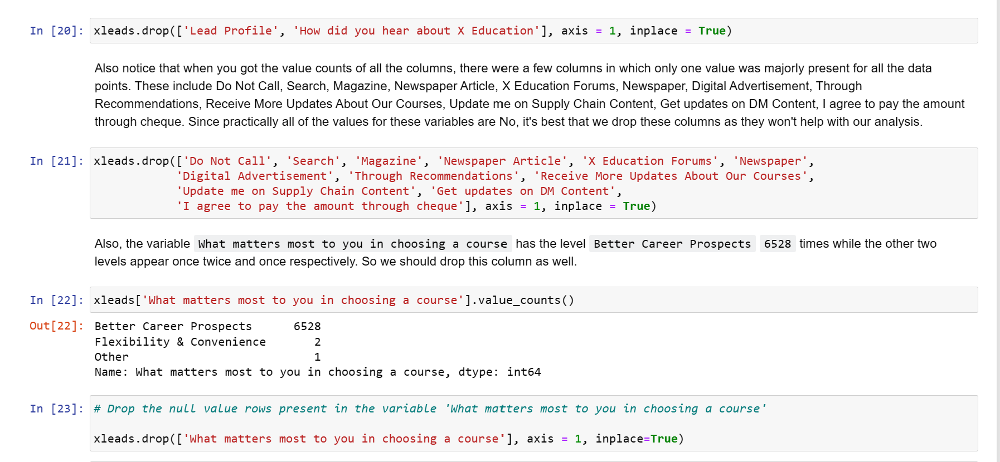 In [20]: xleads.drop(['Lead Profile', 'How did you hear about X Education'], axis = 1, inplace = True)
Also notice that when you got the value counts of all the columns, there were a few columns in which only one value was majorly present for all the data
points. These include Do Not Call, Search, Magazine, Newspaper Article, X Education Forums, Newspaper, Digital Advertisement, Through
Recommendations, Receive More Updates About Our Courses, Update me on Supply Chain Content, Get updates on DM Content, I agree to pay the amount
through cheque. Since practically all of the values for these variables are No, it's best that we drop these columns as they won't help with our analysis.
In [21]: xleads.drop(['Do Not Call', 'Search', 'Magazine', 'Newspaper Article', 'X Education Forums', 'Newspaper',
'Digital Advertisement', 'Through Recommendations', 'Receive More Updates About Our Courses',
'Update me on Supply Chain Content', 'Get updates on DM Content',
'I agree to pay the amount through cheque'], axis = 1, inplace = True)
Also, the variable What matters most to you in choosing a course has the level Better Career Prospects 6528 times while the other two
levels appear once twice and once respectively. So we should drop this column as well.
In [22]: xleads['What matters most to you in choosing a course'].value_counts()
Out[22]: Better Career Prospects 6528
Flexibility & Convenience 2
Other 1
Name: What matters most to you in choosing a course, dtype: int64
In [23]: # Drop the null value rows present in the variable 'What matters most to you in choosing a course'
xleads.drop(['What matters most to you in choosing a course'], axis = 1, inplace=True)